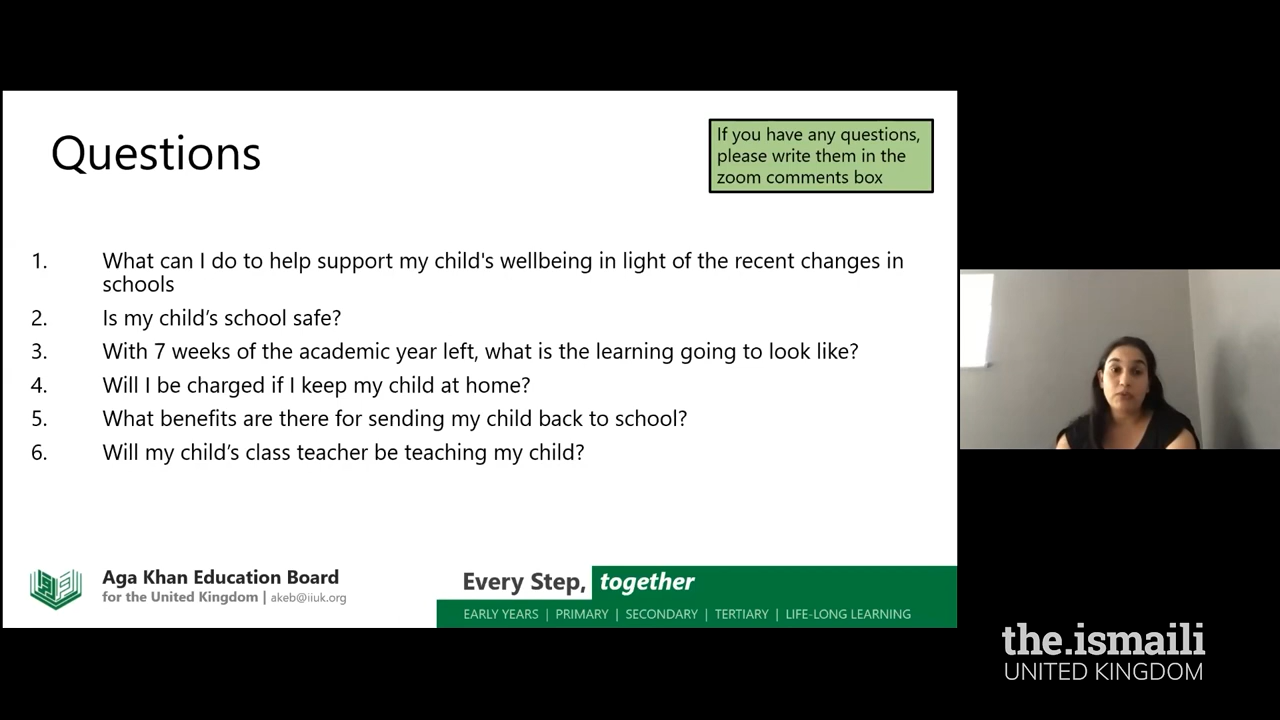 Questions
If you have any questions,
please write them in the
zoom comments box
1. What can I do to help support my child's wellbeing in light of the recent changes in
schools
2. Is my child’s school safe?
3. With 7 weeks of the academic year left, what is the learning going to look like?
4. Will I be charged if I keep my child at home?
5. What benefits are there for sending my child back to school?
6. Will my child’s class teacher be teaching my child?
Aga Khan Education Board
for the United Kingdom | akeb@iiuk.org
Every Step, together
EARLY YEARS | PRIMARY | SECONDARY | TERTIARY | LIFE-LONG LEARNING
the.ismaili
UNITED KINGDOM